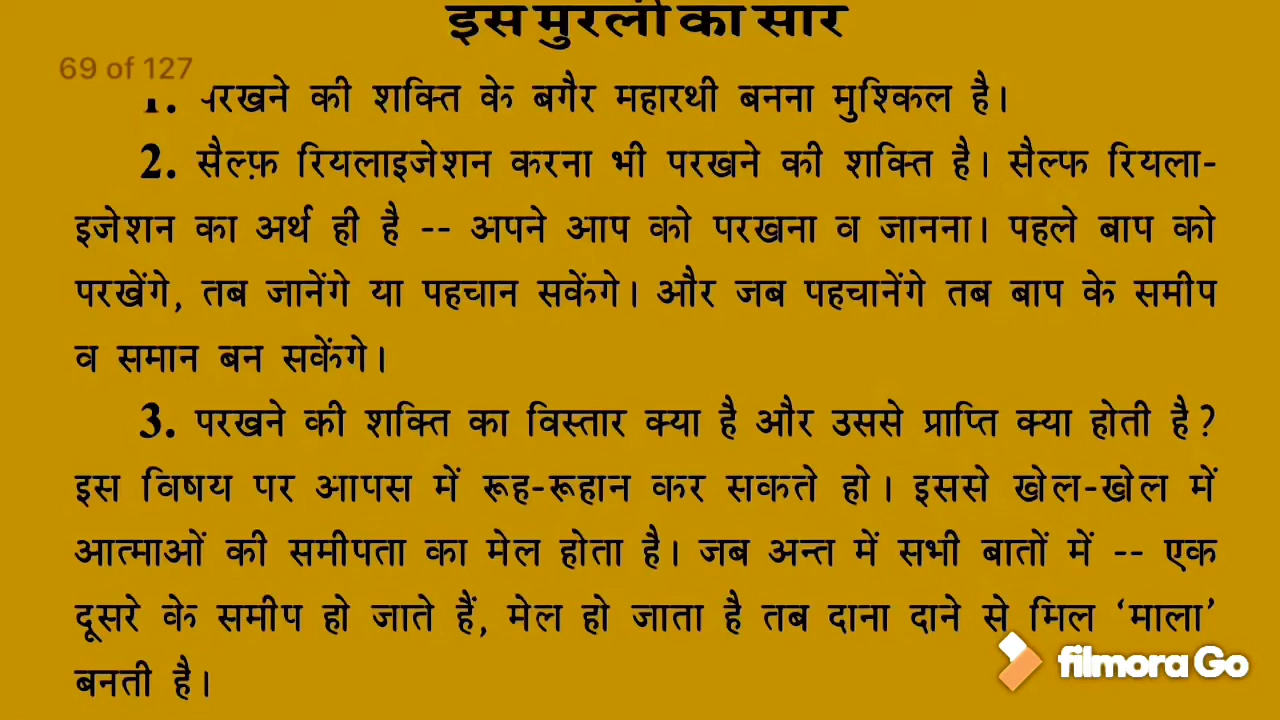 इस मुरली का सार
69 of 127
1. परखने की शक्ति के बगैर महारथी बनना मुश्किल है।
2. सैल्फ़ रियलाइजेशन करना भी परखने की शक्ति है। सैल्फ रियला-
इजेशन का अर्थ ही है -- अपने आप को परखना व जानना। पहले बाप को
परखेंगे, तब जानेंगे या पहचान सकेंगे। और जब पहचानेंगे तब बाप के समीप
व समान बन सकेंगे।
3. परखने की शक्ति का विस्तार क्या है और उससे प्राप्ति क्या होती है?
इस विषय पर आपस में रूह-रूहान कर सकते हो। इससे खेल-खेल में
आत्माओं की समीपता का मेल होता है। जब अन्त में सभी बातों में -- एक
दूसरे के समीप हो जाते हैं, मेल हो जाता है तब दाना दाने से मिल ‘माला’
बनती है।
filmora Go